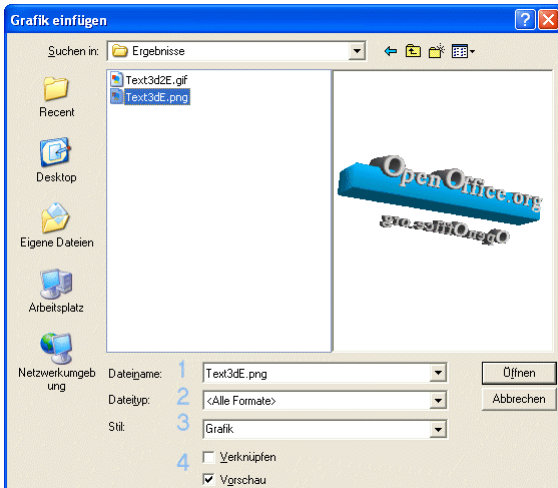 Grafik einfügen
Suchen in: Ergebnisse
Recent
Desktop
Eigene Dateien
Arbeitsplatz
Netzwerkumgeb
ung
Text3d2E.gif
Text3dE.png
OpenOffice.org
OpenOffice.org
Dateiname: 1 Text3dE.png Öffnen
Dateityp: 2 <Alle Formate> Abbrechen
Stil: 3 Grafik
4 Verknüpfen
Vorschau